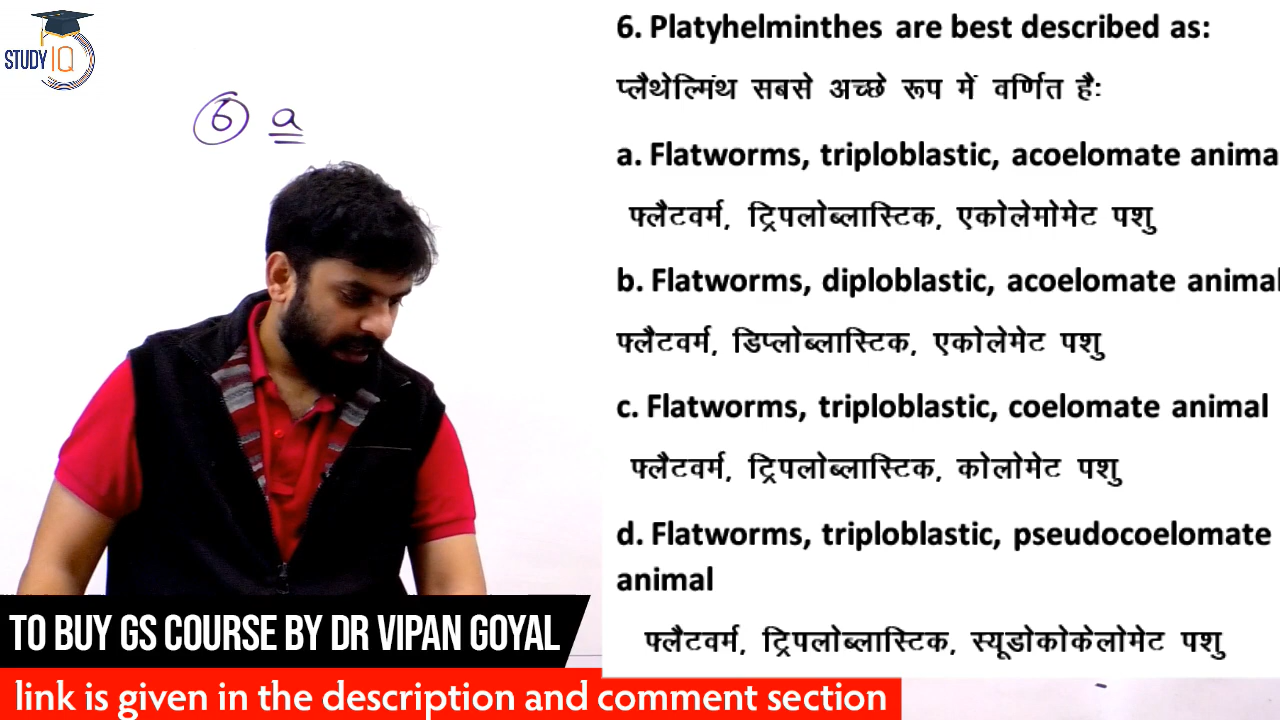 STUDY IQ
6 a
6. Platyhelminthes are best described as:
प्लैथेल्मिंथ सबसे अच्छे रूप में वर्णित है:
a. Flatworms, triploblastic, acoelomate anima
फ्लैटवर्म, ट्रिपलोब्लास्टिक, एकोलेमोमेट पशु
b. Flatworms, diploblastic, acoelomate animal
फ्लैटवर्म, डिप्लोब्लास्टिक, एकोलेमेट पशु
c. Flatworms, triploblastic, coelomate animal
फ्लैटवर्म, ट्रिपलोब्लास्टिक, कोलोमेट पशु
d. Flatworms, triploblastic, pseudocoelomate
animal
फ्लैटवर्म, ट्रिपलोब्लास्टिक, स्यूडोकोकेलोमेट पशु
TO BUY GS COURSE BY DR VIPAN GOYAL
link is given in the description and comment section